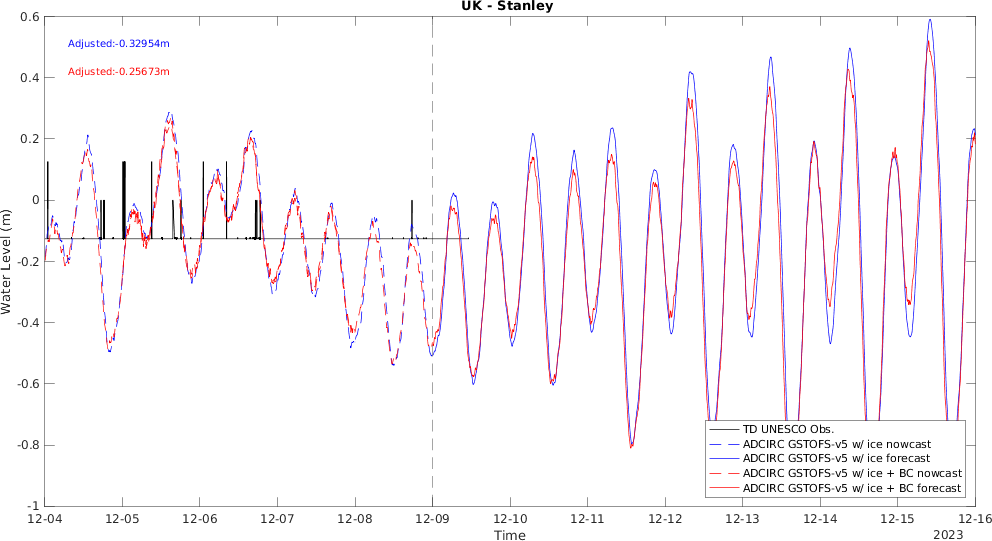 UK - Stanley
Adjusted:-0.32954m
Adjusted:-0.25673m
0.6
0.4
0.2
0
-0.2
-0.4
-0.6
-0.8
-1
Water Level (m)
TD UNESCO Obs.
ADCIRC GSTOFS-v5 w/ ice nowcast
ADCIRC GSTOFS-v5 w/ ice forecast
ADCIRC GSTOFS-v5 w/ ice + BC nowcast
ADCIRC GSTOFS-v5 w/ ice + BC forecast
12-04 12-05 12-06 12-07 12-08 12-09 12-10 12-11 12-12 12-13 12-14 12-15 12-16
Time
2023